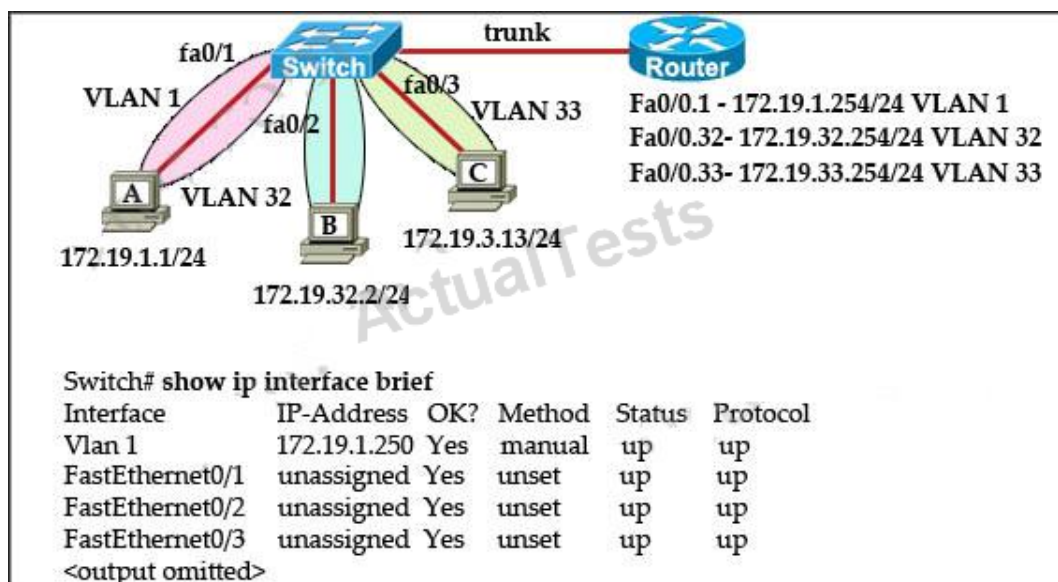 trunk
fa0/1
Switch
Router
fa0/3
VLAN 1
VLAN 33
fa0/2
Fa0/0.1 - 172.19.1.254/24 VLAN 1
Fa0/0.32- 172.19.32.254/24 VLAN 32
Fa0/0.33- 172.19.33.254/24 VLAN 33
A
VLAN 32
B
C
172.19.1.1/24
172.19.3.13/24
172.19.32.2/24
ActualTests
Switch# show ip interface brief
Interface IP-Address OK? Method Status Protocol
Vlan 1 172.19.1.250 Yes manual up up
FastEthernet0/1 unassigned Yes unset up up
FastEthernet0/2 unassigned Yes unset up up
FastEthernet0/3 unassigned Yes unset up up
<output omitted>